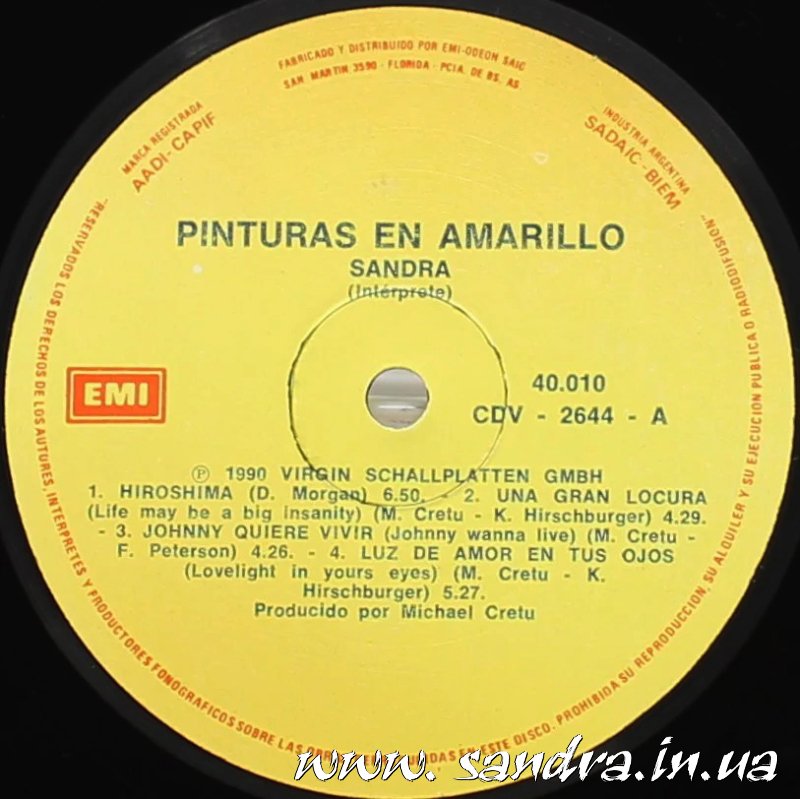 FABRICADO Y DISTRIBUIDO POR EMI-ODEON SAIC
SAN MARTIN 3590 - FLORIDA - PCIA. DE BS. AS
MARCA REGISTRADA
AADI-CAPIF
INDUSTRIA ARGENTINA
SADAIC-BIEM
PINTURAS EN AMARILLO
SANDRA
(Intérprete)
EMI
40.010
CDV - 2644 - A
Ⓟ 1990 VIRGIN SCHALLPLATTEN GMBH
1. HIROSHIMA (D. Morgan) 6.50. - 2. UNA GRAN LOCURA
(Life may be a big insanity) (M. Cretu - K. Hirschburger) 4.29.
- 3. JOHNNY QUIERE VIVIR (Johnny wanna live) (M. Cretu -
F. Peterson) 4.26. - 4. LUZ DE AMOR EN TUS OJOS
(Lovelight in yours eyes) (M. Cretu - K.
Hirschburger) 5.27.
Producido por Michael Cretu
"RESERVADOS LOS DERECHOS DE LOS AUTORES, INTERPRETES Y PRODUCTORES FONOGRAFICOS SOBRE LAS EN ESTE DISCO. PROHIBIDA SU REPRODUCCION, SU ALQUILER Y SU EJECUCION PUBLICA O RADIODIFUSION"
www.sandra.in.ua